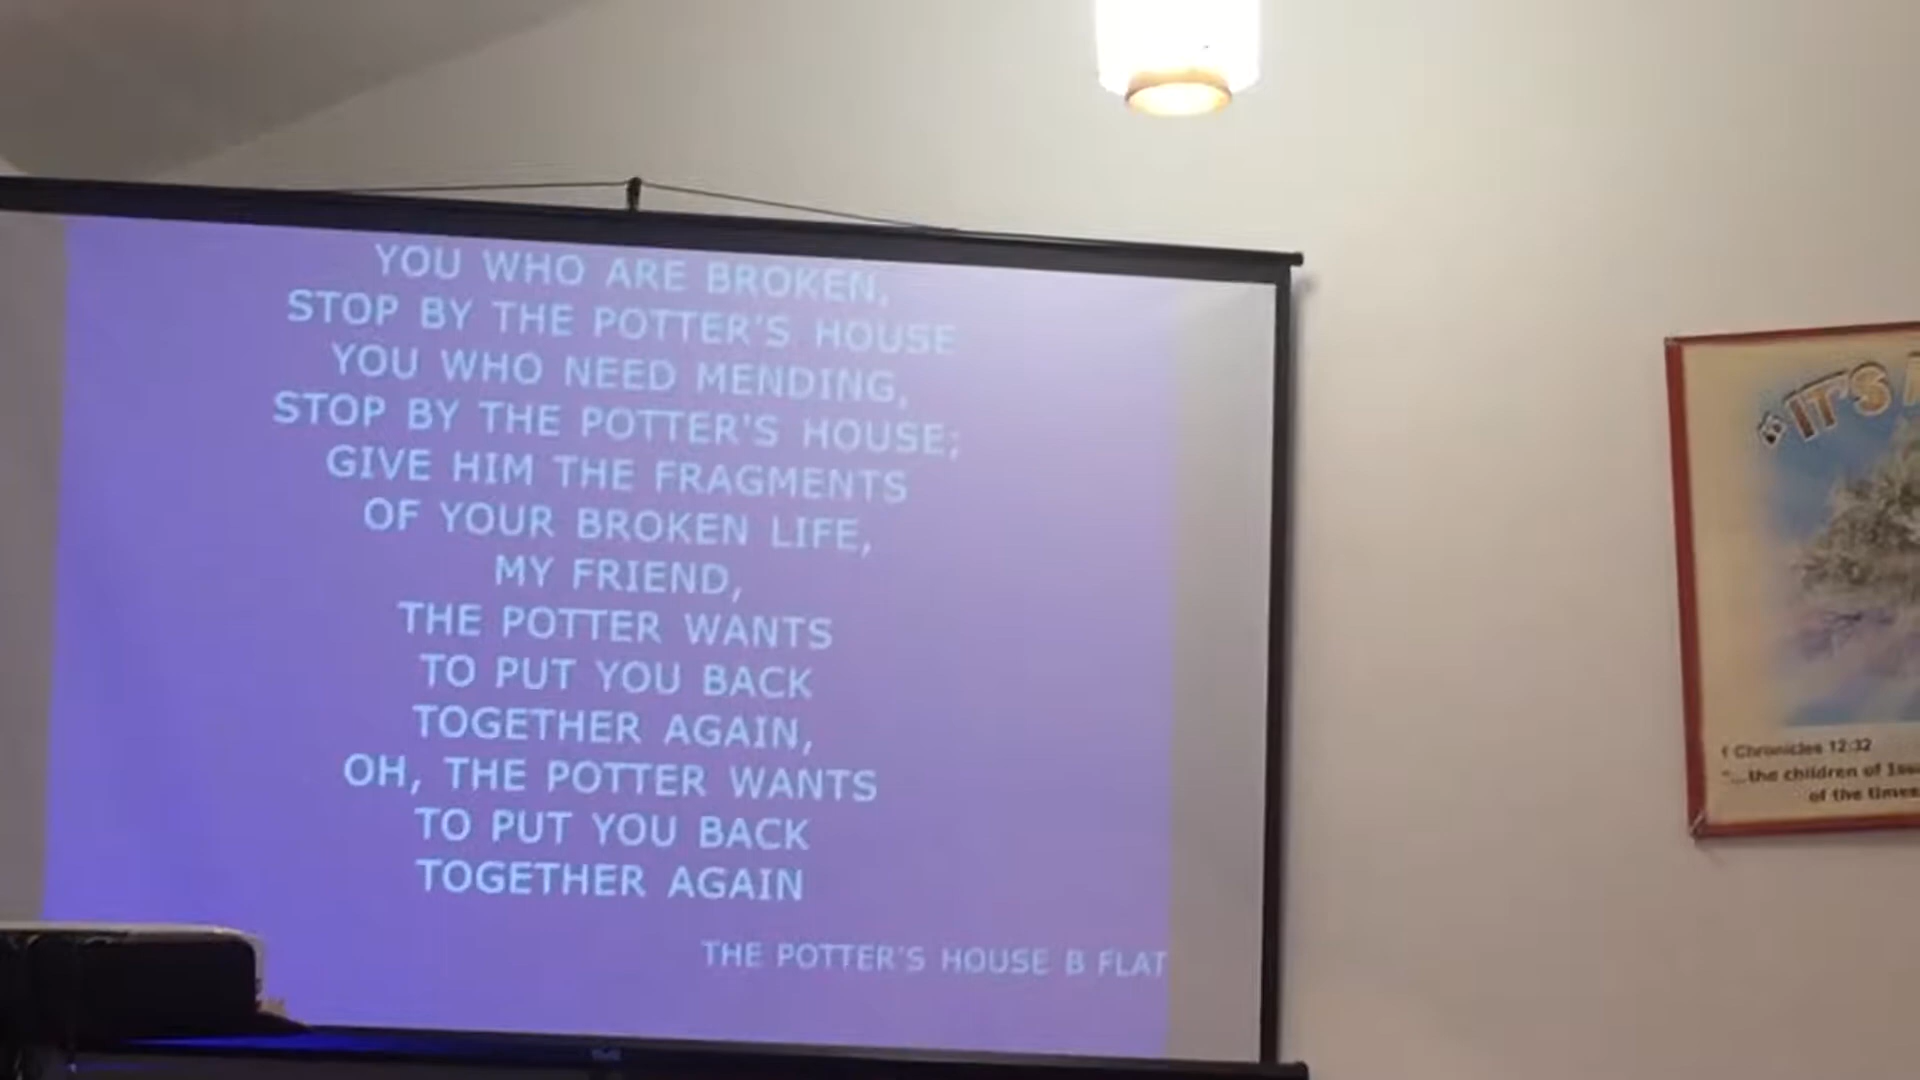 YOU WHO ARE BROKEN,
STOP BY THE POTTER'S HOUSE
YOU WHO NEED MENDING,
STOP BY THE POTTER'S HOUSE;
GIVE HIM THE FRAGMENTS
OF YOUR BROKEN LIFE,
MY FRIEND,
THE POTTER WANTS
TO PUT YOU BACK
TOGETHER AGAIN,
OH, THE POTTER WANTS
TO PUT YOU BACK
TOGETHER AGAIN
THE POTTER'S HOUSE B FLAT
"IT'S
1 Chronicles 12:32
"...the children of
of the times